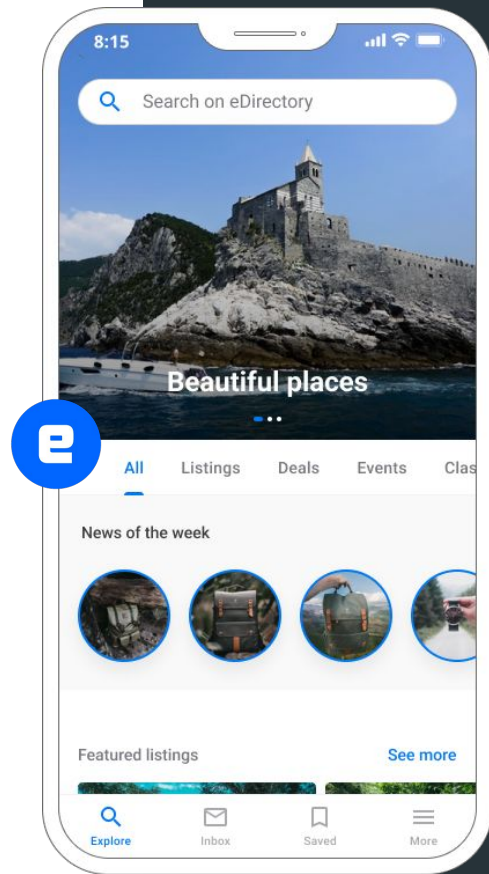 8:15
Search on eDirectory
Beautiful places
e
All Listings Deals Events Clas
News of the week
Featured listings See more
Explore Inbox Saved More